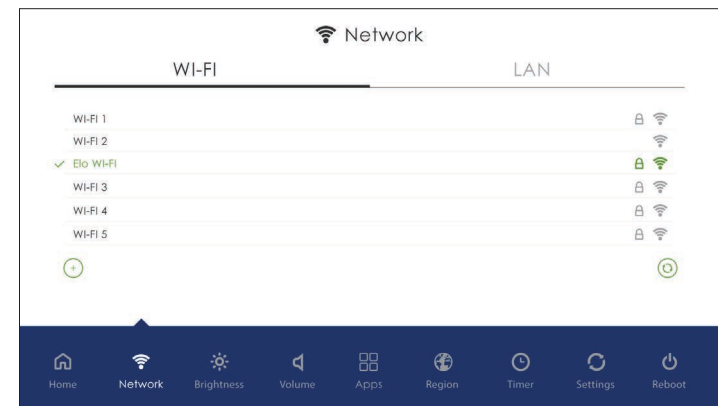 Network
WI-FI LAN
WI-FI 1
WI-FI 2
Elo WI-FI
WI-FI 3
WI-FI 4
WI-FI 5
Home Network Brightness Volume Apps Region Timer Settings Reboot